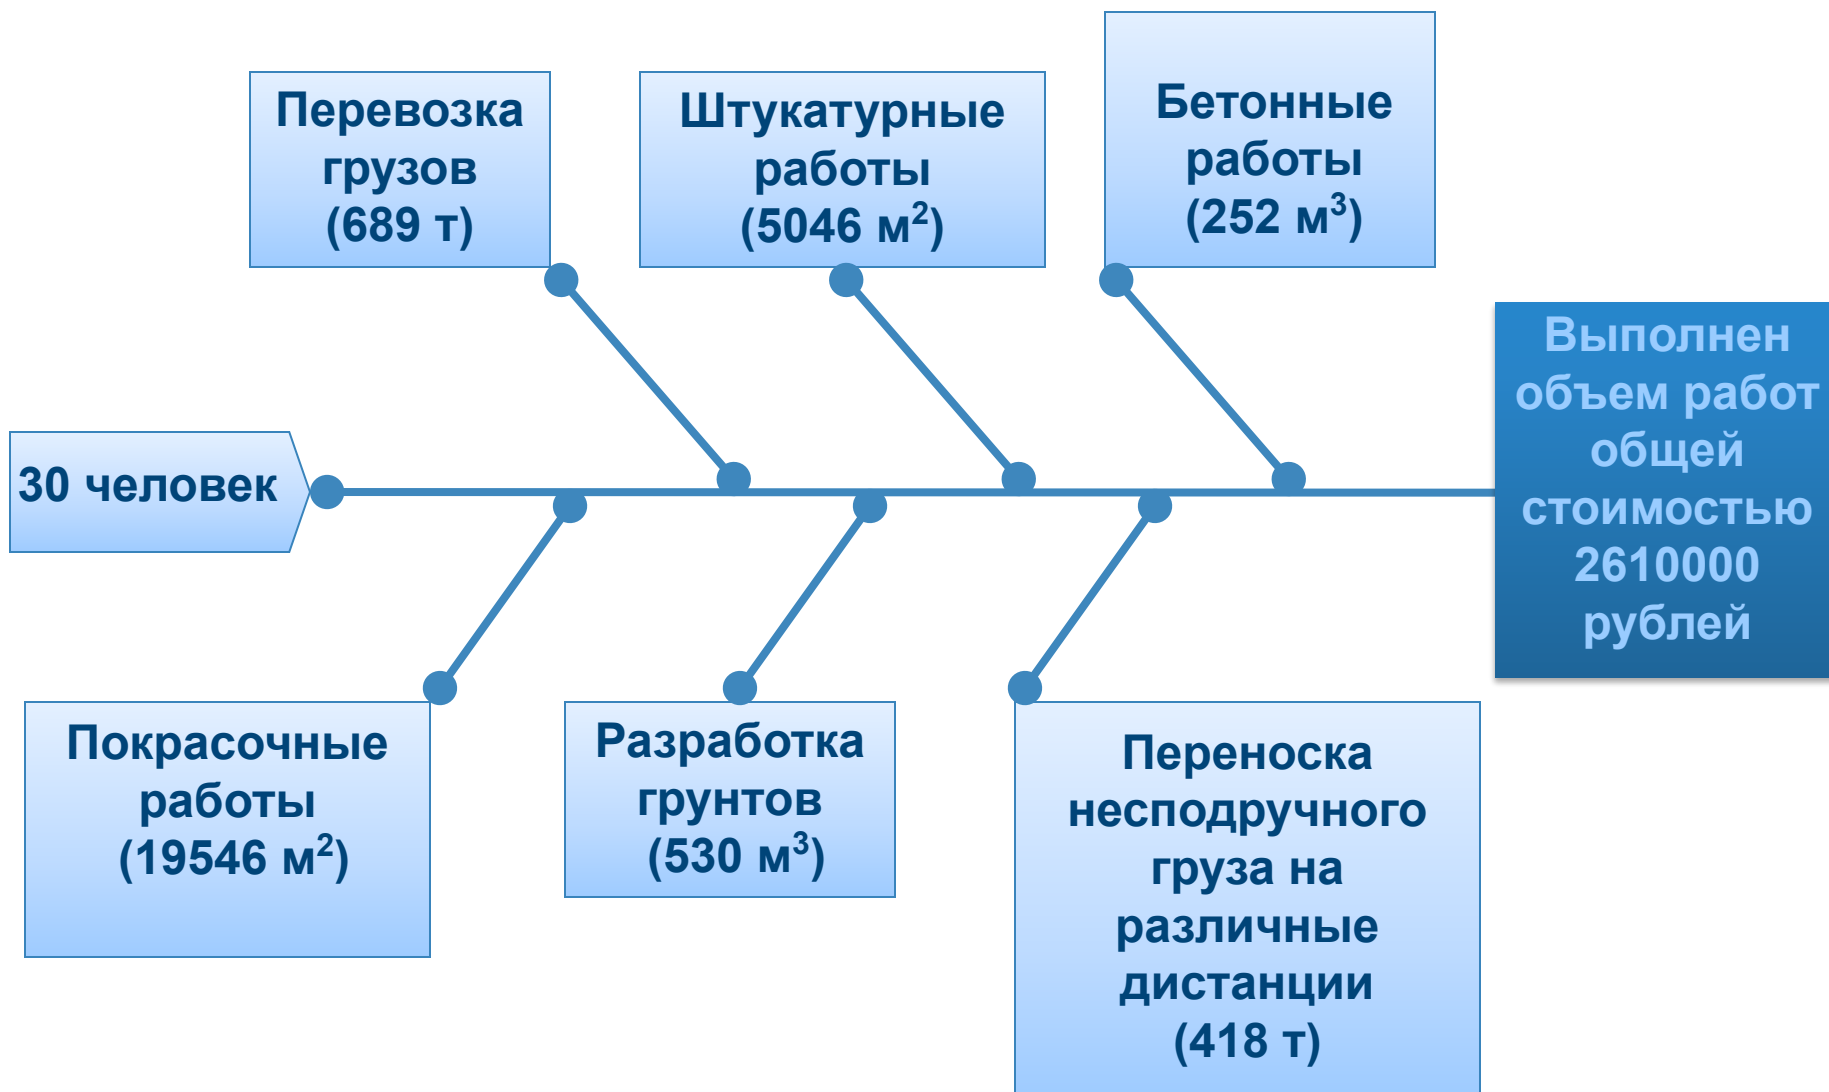 Перевозка
грузов
(689 т)
Штукатурные
работы
(5046 м²)
Бетонные
работы
(252 м³)
30 человек
Выполнен
объем работ
общей
стоимостью
2610000
рублей
Покрасочные
работы
(19546 м²)
Разработка
грунтов
(530 м³)
Переноска
несподручного
груза на
различные
дистанции
(418 т)